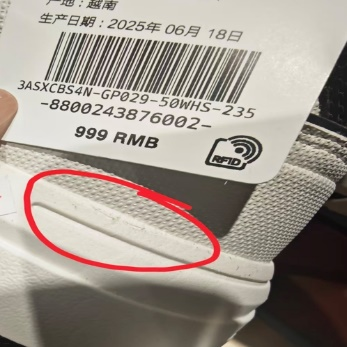 产地：越南
生产日期：2025年 06月 18日
3ASXCBS4N-GP029-50WHS-235
-8800243876002-
999 RMB
RFID